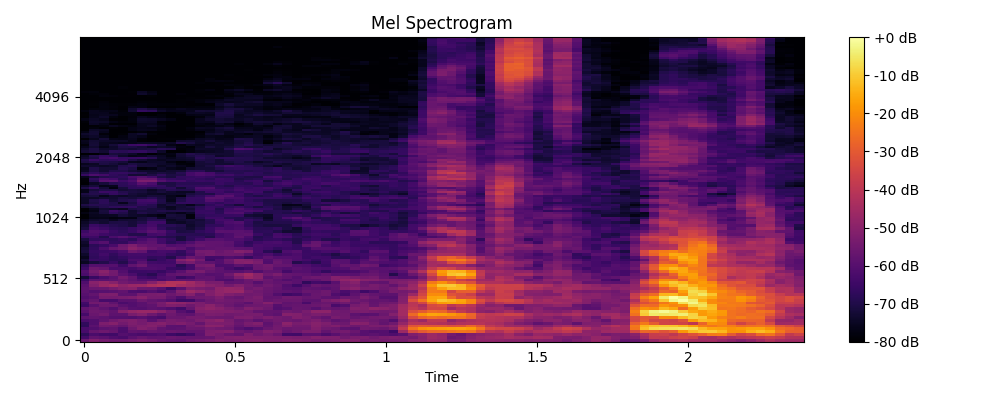 Mel Spectrogram
Hz
4096
2048
1024
512
0
0
0.5
1
1.5
2
Time
+0 dB
-10 dB
-20 dB
-30 dB
-40 dB
-50 dB
-60 dB
-70 dB
-80 dB